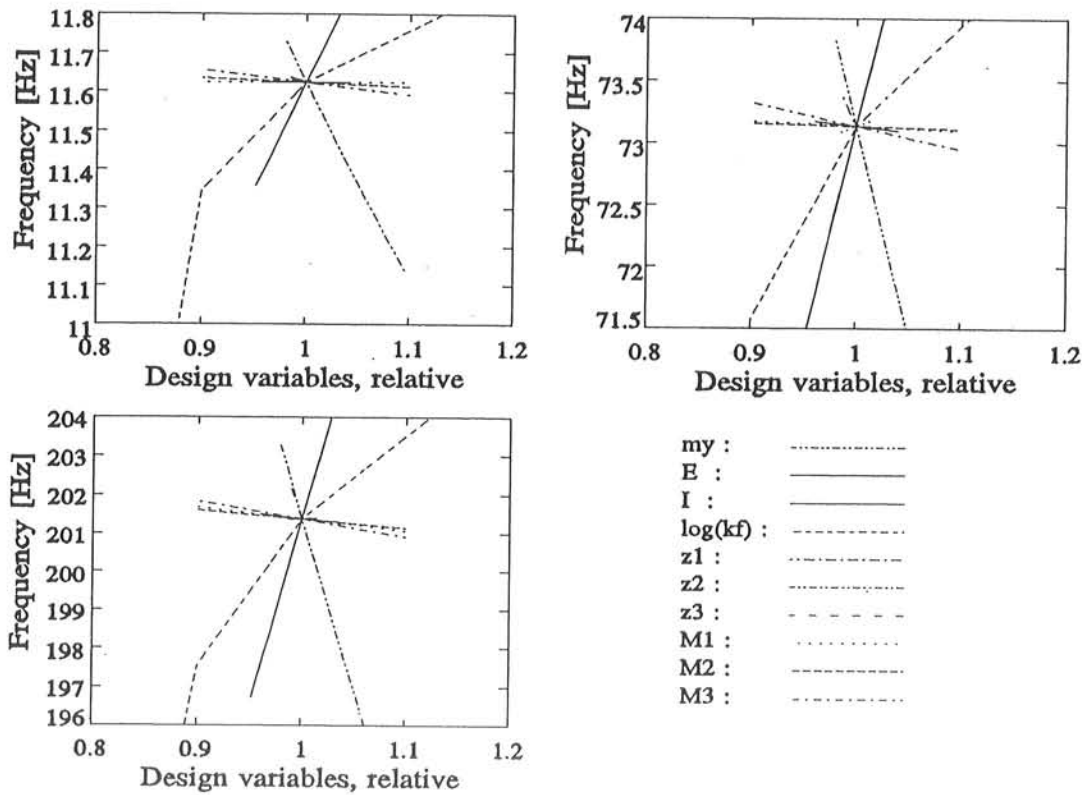 11.8
11.7
11.6
11.5
11.4
11.3
11.2
11.1
11
0.8
0.9
1
1.1
1.2
Frequency [Hz]
Design variables, relative
74
73.5
73
72.5
72
71.5
0.8
0.9
1
1.1
1.2
Frequency [Hz]
Design variables, relative
204
203
202
201
200
199
198
197
196
0.8
0.9
1
1.1
1.2
Frequency [Hz]
Design variables, relative
my :
E :
I :
log(kf) :
z1 :
z2 :
z3 :
M1 :
M2 :
M3 :